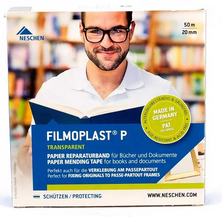 NESCHEN
50 m
20 mm
MADE IN
GERMANY
PAT
FILMOPLAST® P
TRANSPARENT
PAPIER REPARATURBAND für Bücher und Dokumente
PAPER MENDING TAPE for books and documents
Perfekt auch für die VERKLEBUNG AM PASSEPARTOUT
Perfect for FIXING ORIGINALS TO PASSE-PARTOUT FRAMES
SCHÜTZEN / PROTECTING
WWW.NESCHEN.COM